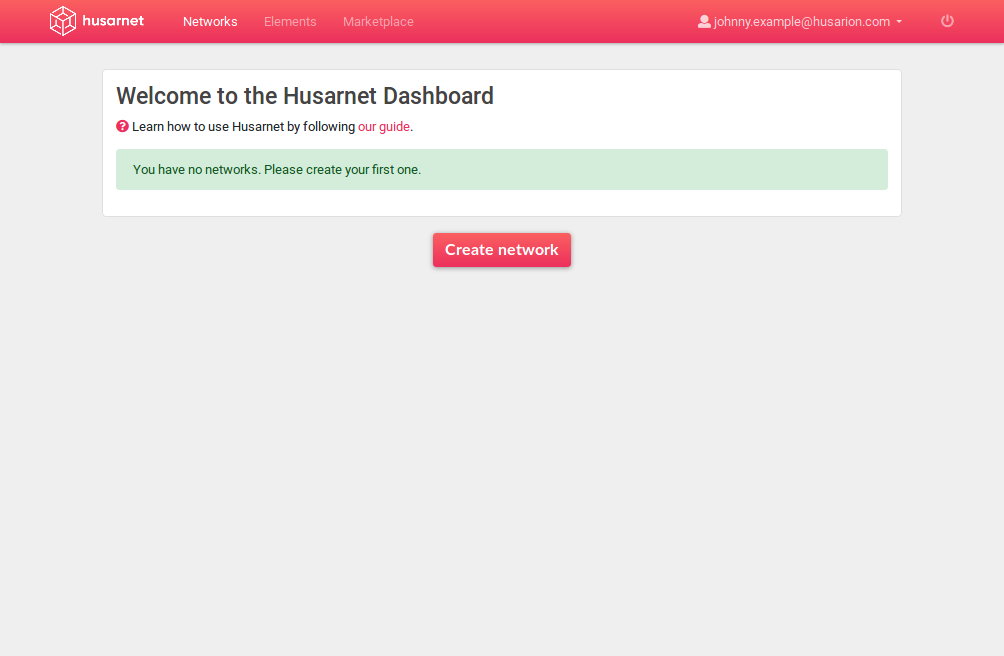 husarnet Networks Elements Marketplace johnny.example@husarion.com
Welcome to the Husarnet Dashboard
Learn how to use Husarnet by following our guide.
You have no networks. Please create your first one.
Create network